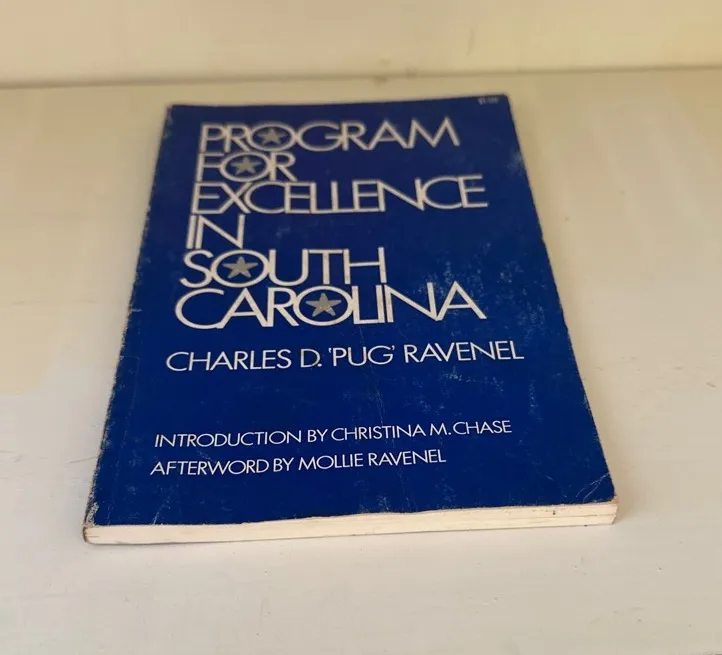 PROGRAM
FOR
EXCELLENCE
IN
SOUTH
CAROLINA
CHARLES D. 'PUG' RAVENEL
INTRODUCTION BY CHRISTINA M. CHASE
AFTERWORD BY MOLLIE RAVENEL